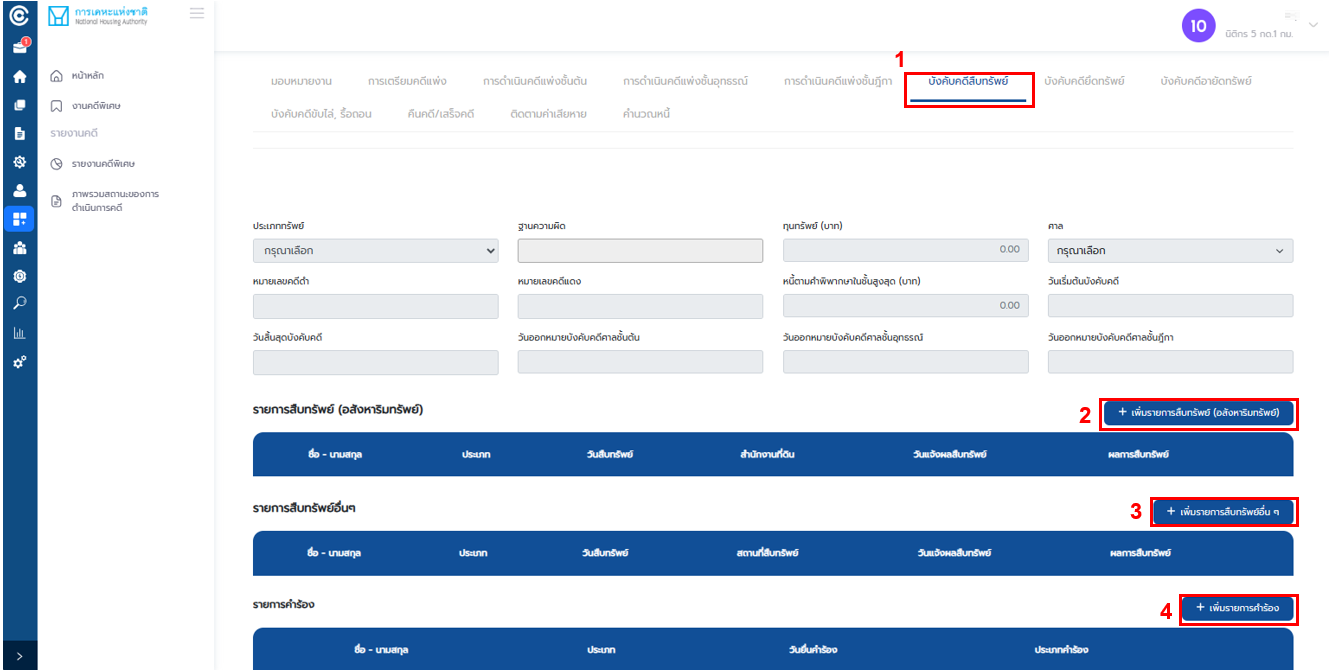 การเคหะแห่งชาติ
National Housing Authority
1
10
นิติกร 5 กด.1 กม.
หน้าหลัก
งานคดีพิเศษ
รายงานคดี
รายงานคดีพิเศษ
ภาพรวมสถานะของการ
ดำเนินการคดี
1
มอบหมายงาน การเตรียมคดีแพ่ง การดำเนินคดีแพ่งชั้นต้น การดำเนินคดีแพ่งชั้นอุทธรณ์ การดำเนินคดีแพ่งชั้นฎีกา บังคับคดีสืบทรัพย์ บังคับคดียึดทรัพย์ บังคับคดีอายัดทรัพย์
บังคับคดีขับไล่, รื้อถอน คืนคดี/เสร็จคดี ติดตามค่าเสียหาย คำนวณหนี้
ประเภททรัพย์ ฐานความผิด ทุนทรัพย์ (บาท) ศาล
กรุณาเลือก 0.00 กรุณาเลือก
หมายเลขคดีดำ หมายเลขคดีแดง หนี้ตามคำพิพากษาในชั้นสูงสุด (บาท) วันเริ่มต้นบังคับคดี
0.00
วันสิ้นสุดบังคับคดี วันออกหมายบังคับคดีศาลชั้นต้น วันออกหมายบังคับคดีศาลชั้นอุทธรณ์ วันออกหมายบังคับคดีศาลชั้นฎีกา
รายการสืบทรัพย์ (อสังหาริมทรัพย์) 2 + เพิ่มรายการสืบทรัพย์ (อสังหาริมทรัพย์)
ชื่อ - นามสกุล ประเภท วันสืบทรัพย์ สำนักงานที่ดิน วันแจ้งผลสืบทรัพย์ ผลการสืบทรัพย์
รายการสืบทรัพย์อื่นๆ 3 + เพิ่มรายการสืบทรัพย์อื่น ๆ
ชื่อ - นามสกุล ประเภท วันสืบทรัพย์ สถานที่สืบทรัพย์ วันแจ้งผลสืบทรัพย์ ผลการสืบทรัพย์
รายการคำร้อง 4 + เพิ่มรายการคำร้อง
ชื่อ - นามสกุล ประเภท วันยื่นคำร้อง ประเภทคำร้อง